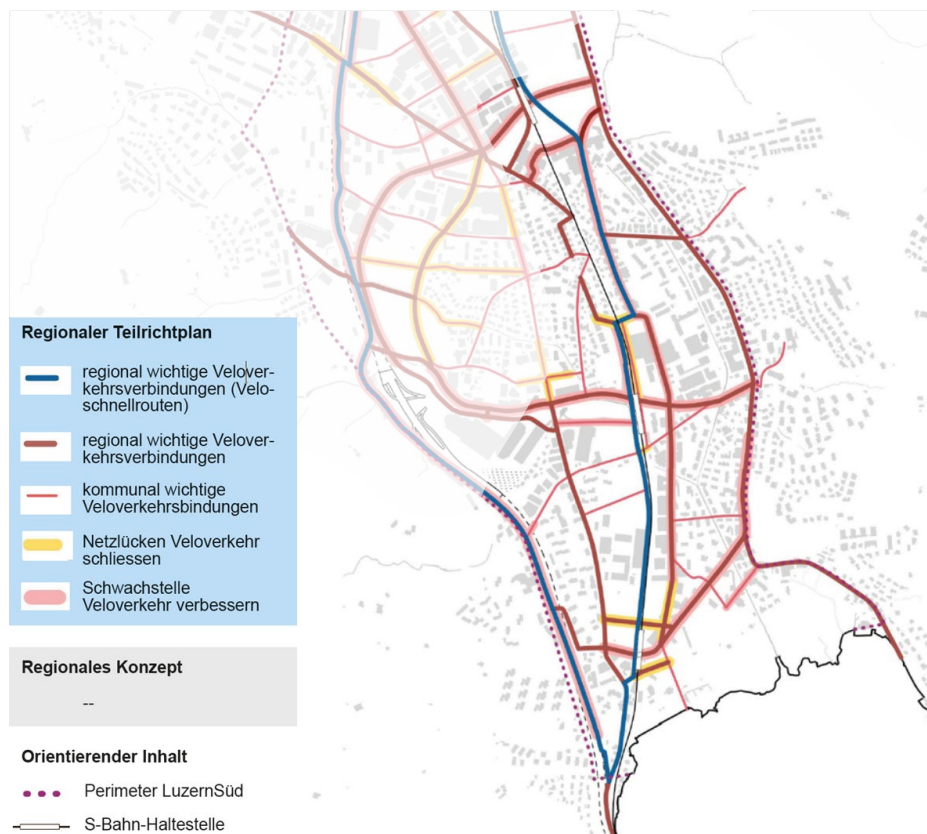 Regionaler Teilrichtplan
regional wichtige Velover-
kehrsverbindungen (Velo-
schnellrouten)
regional wichtige Velover-
kehrsverbindungen
kommunal wichtige
Veloverkehrsbindungen
Netzlücken Veloverkehr
schliessen
Schwachstelle
Veloverkehr verbessern
Regionales Konzept
--
Orientierender Inhalt
Perimeter LuzernSüd
S-Bahn-Haltestelle